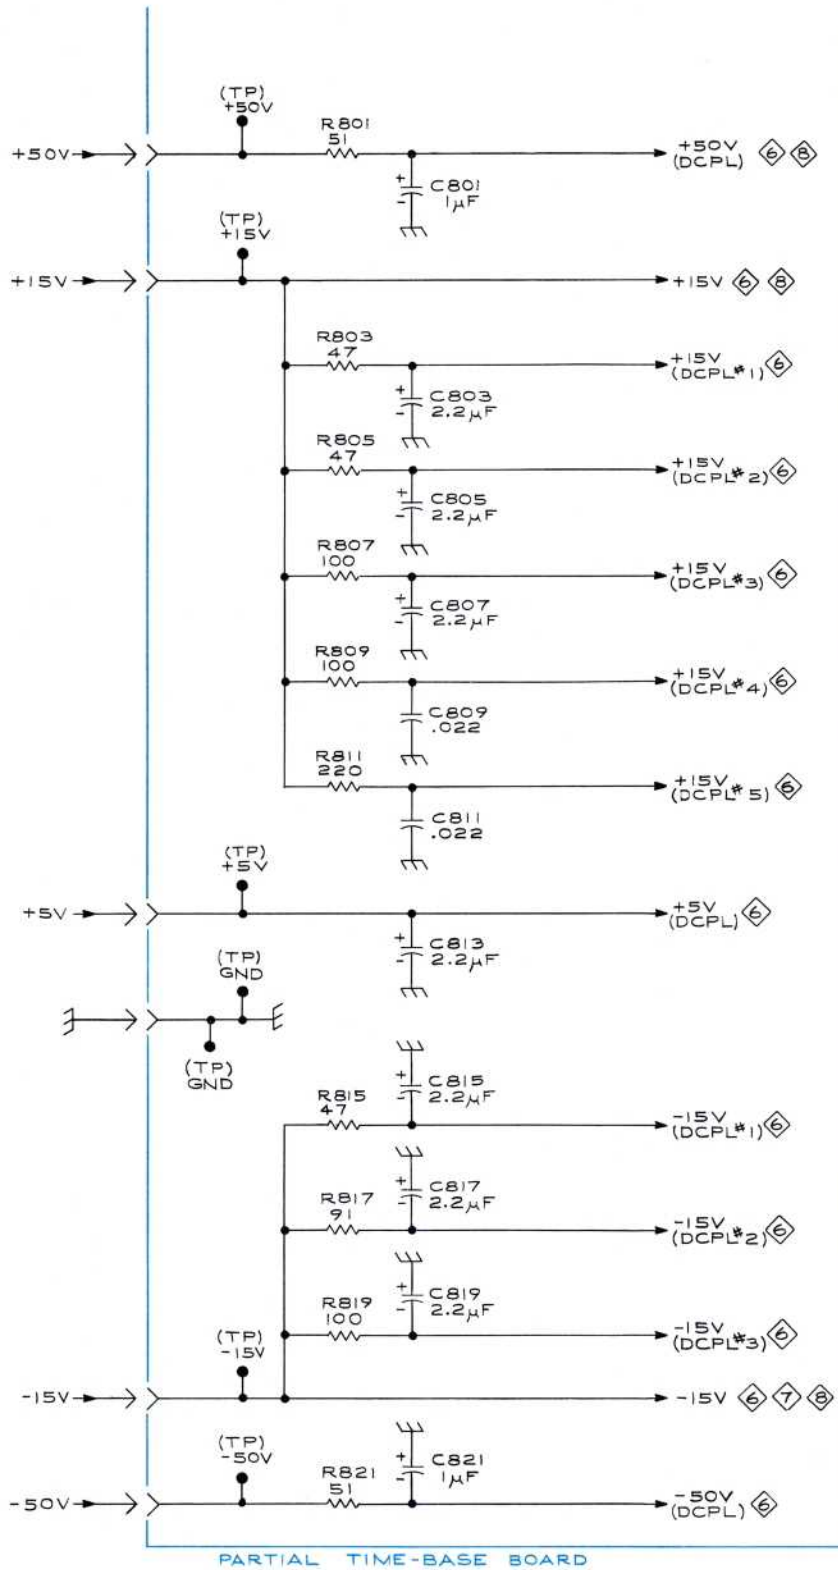 (TP)
+50V
R801
51
+50V
+50V
(DCPL) 6 8
+
-
C801
1µF
(TP)
+15V
+15V
+15V 6 8
R803
47
+15V
(DCPL#1) 6
+
-
C803
2.2µF
R805
47
+15V
(DCPL#2) 6
+
-
C805
2.2µF
R807
100
+15V
(DCPL#3) 6
+
-
C807
2.2µF
R809
100
+15V
(DCPL#4) 6
C809
.022
R811
220
+15V
(DCPL#5) 6
C811
.022
(TP)
+5V
+5V
+5V
(DCPL) 6
+
-
C813
2.2µF
(TP)
GND
(TP)
GND
+
-
C815
2.2µF
R815
47
-15V
(DCPL#1) 6
+
-
C817
2.2µF
R817
91
-15V
(DCPL#2) 6
+
-
C819
2.2µF
R819
100
-15V
(DCPL#3) 6
(TP)
-15V
-15V
-15V 6 7 8
(TP)
-50V
+
-
C821
1µF
R821
51
-50V
-50V
(DCPL) 6
PARTIAL TIME-BASE BOARD